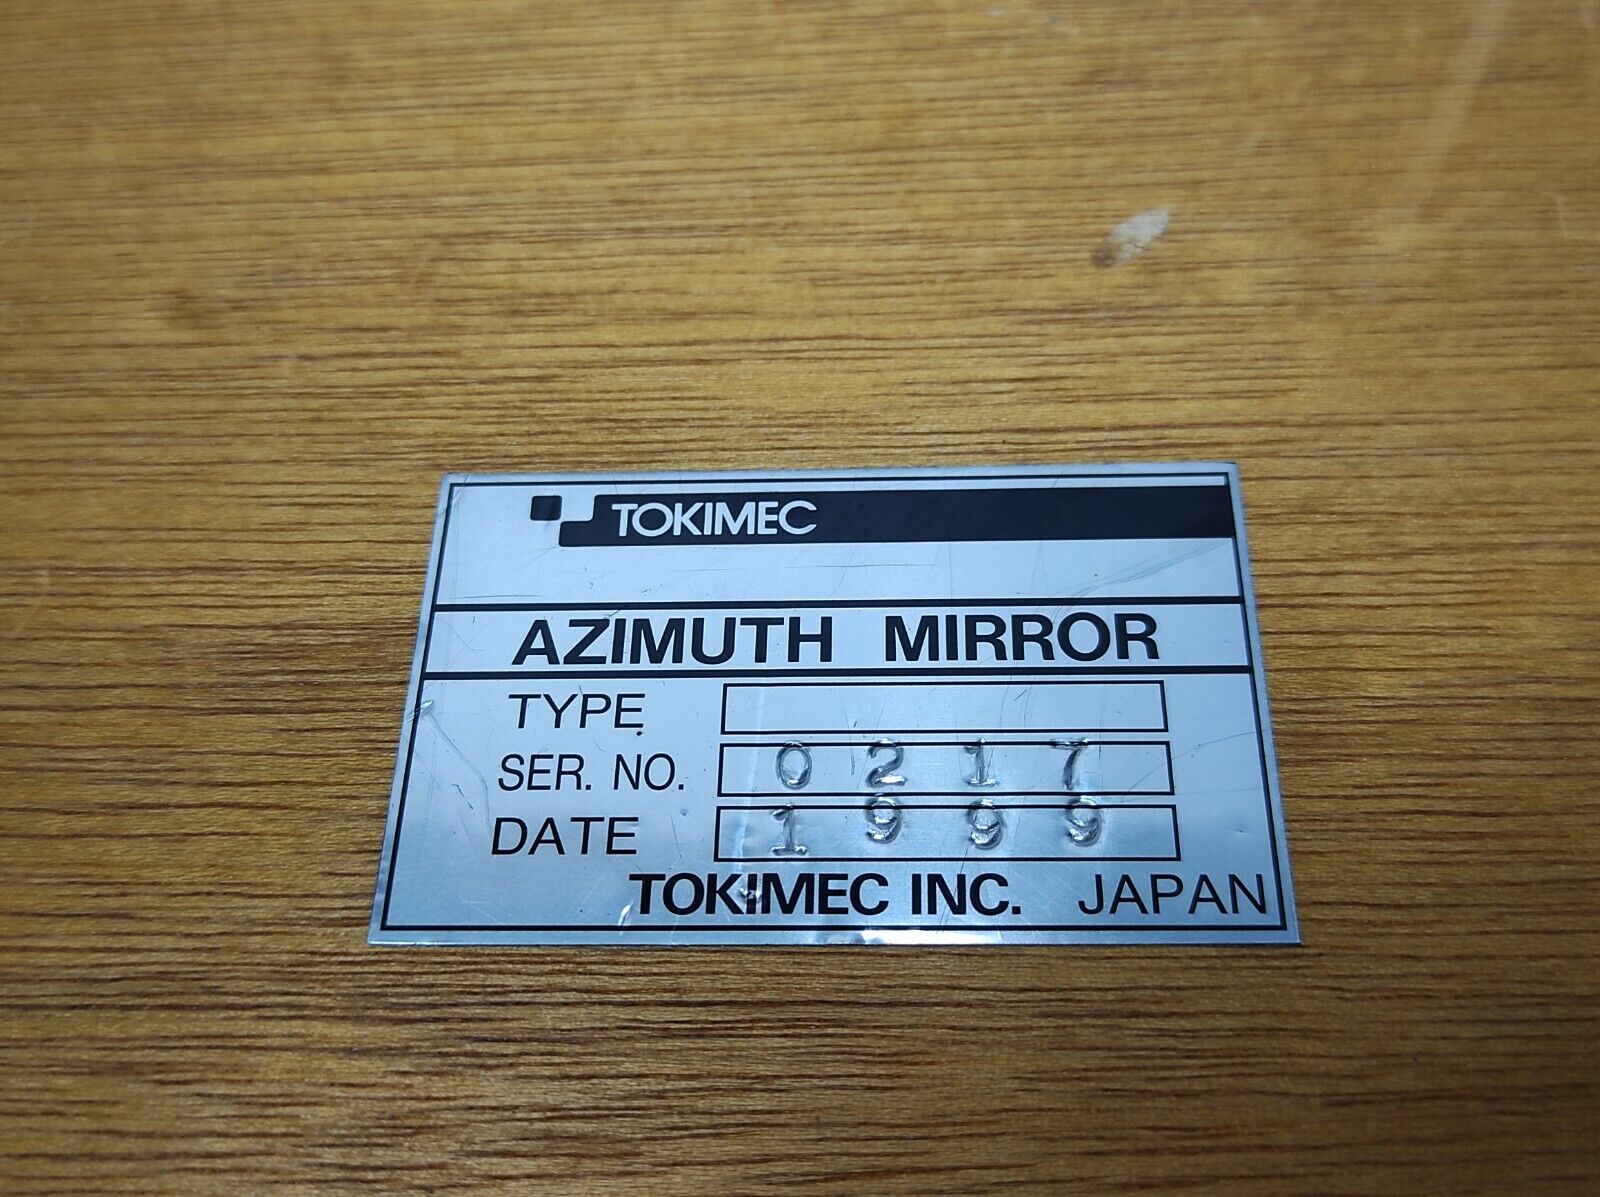 TOKIMEC
AZIMUTH MIRROR
TYPE
SER. NO. 0217
DATE 1999
TOKIMEC INC. JAPAN